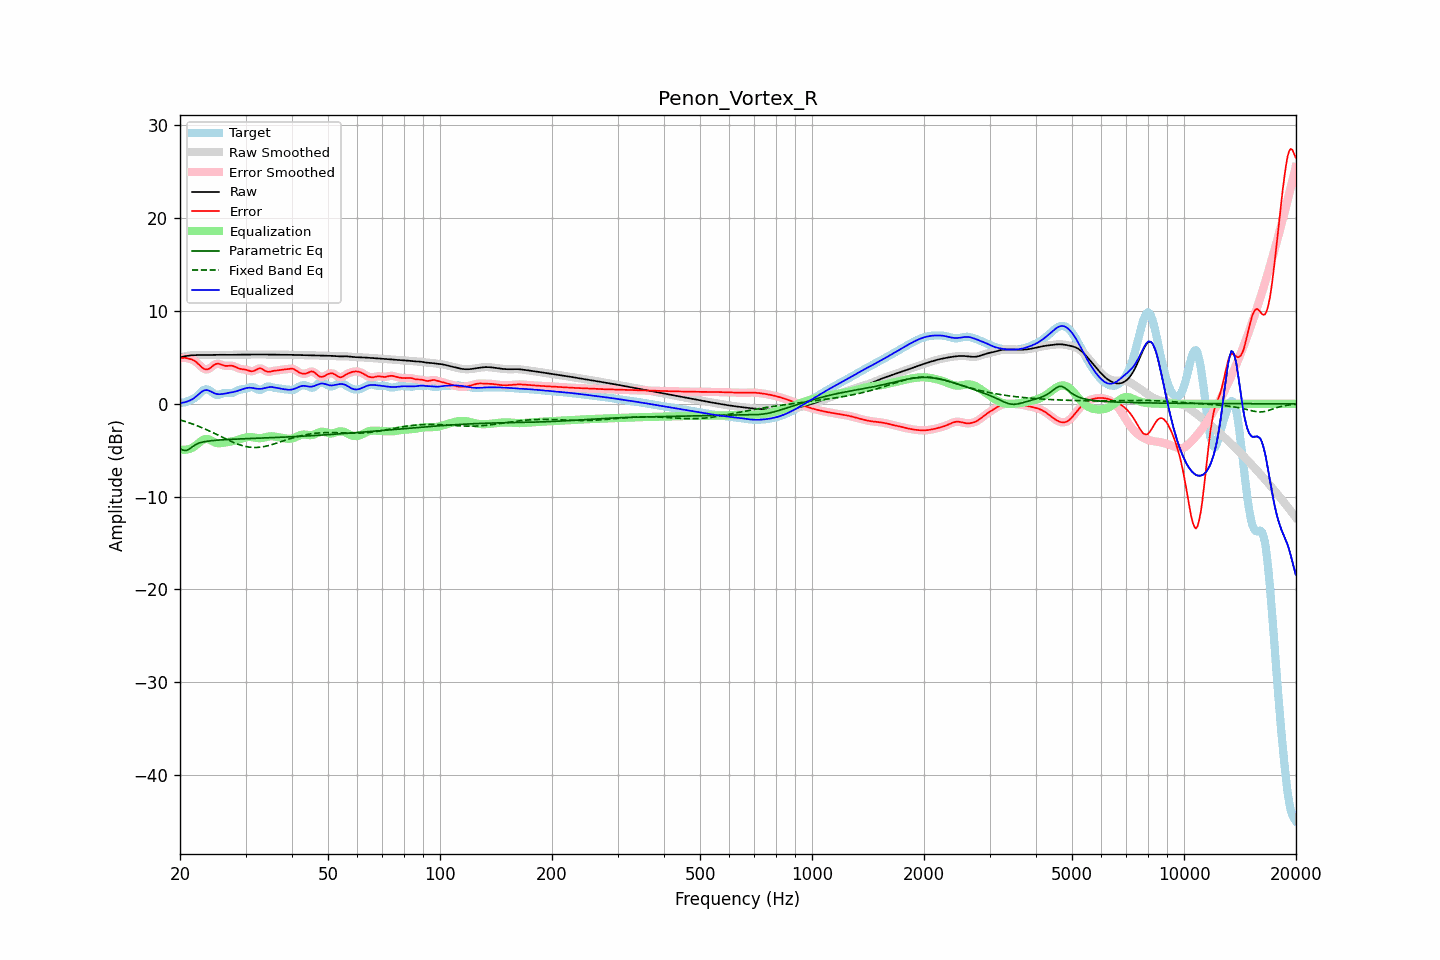 Penon_Vortex_R
Target
Raw Smoothed
Error Smoothed
Raw
Error
Equalization
Parametric Eq
Fixed Band Eq
Equalized
30
20
10
0
−10
−20
−30
−40
Amplitude (dBr)
20
50
100
200
500
1000
2000
5000
10000
20000
Frequency (Hz)